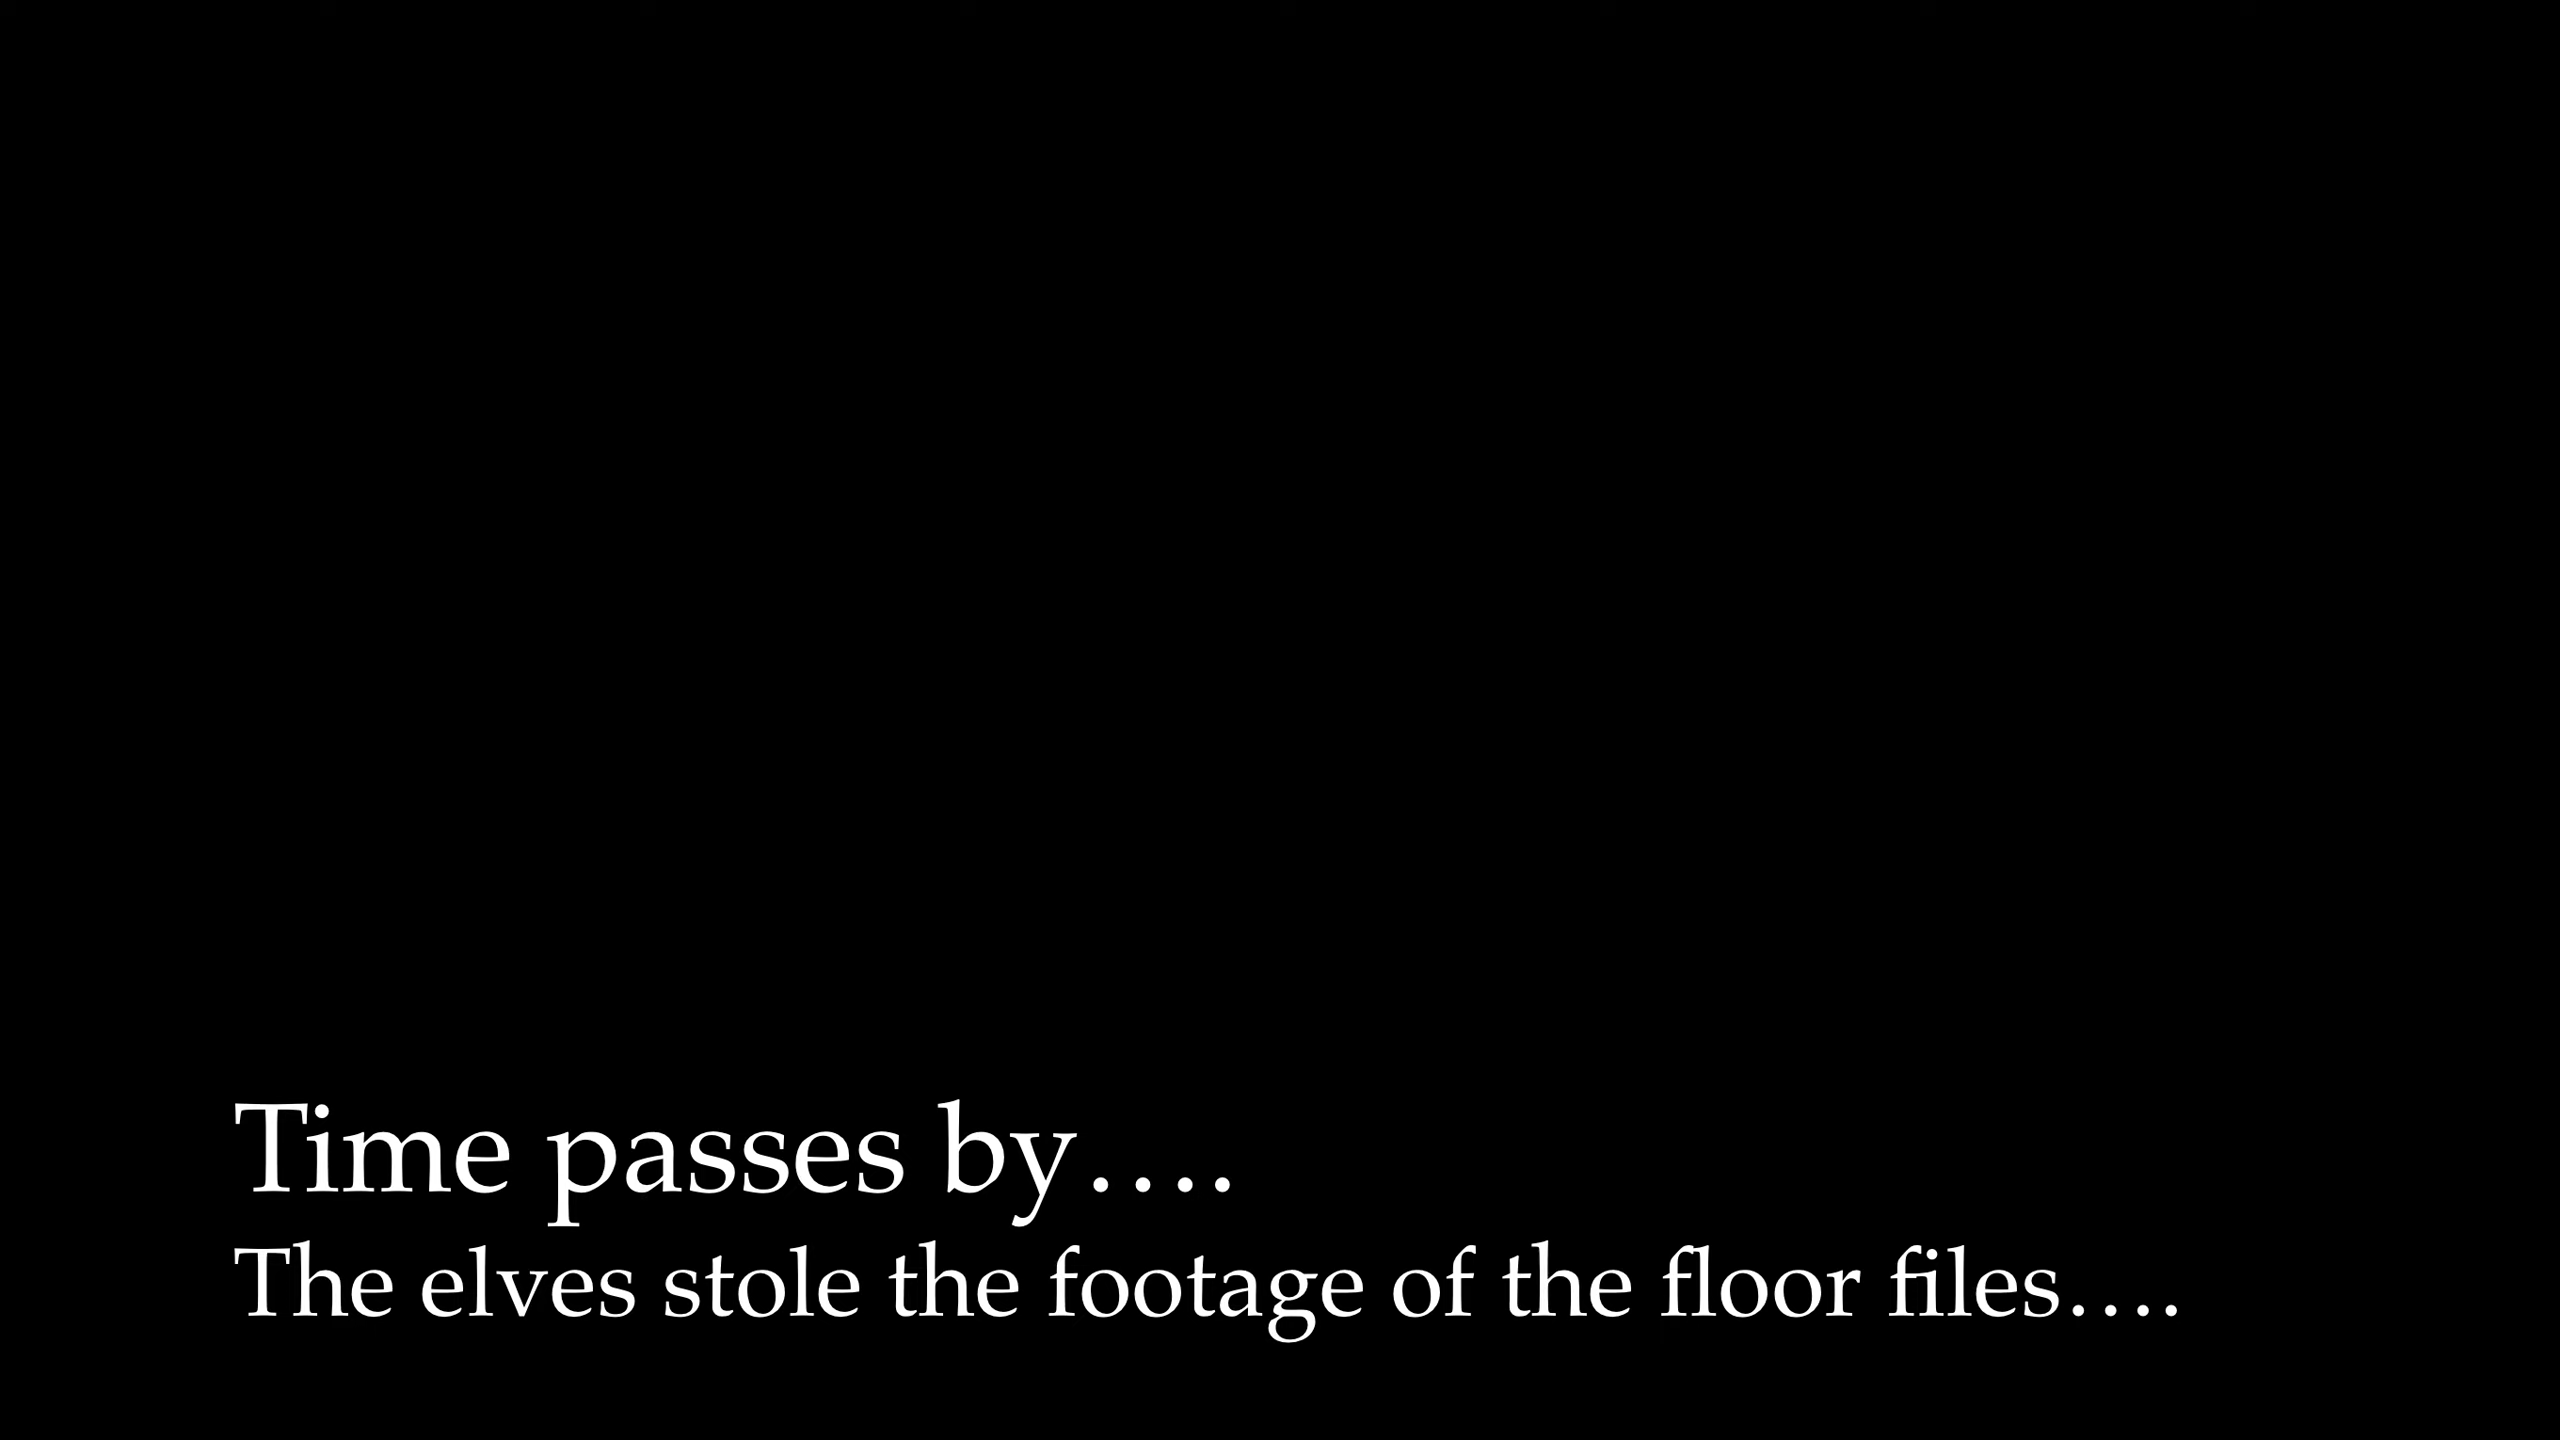 Time passes by....
The elves stole the footage of the floor files....